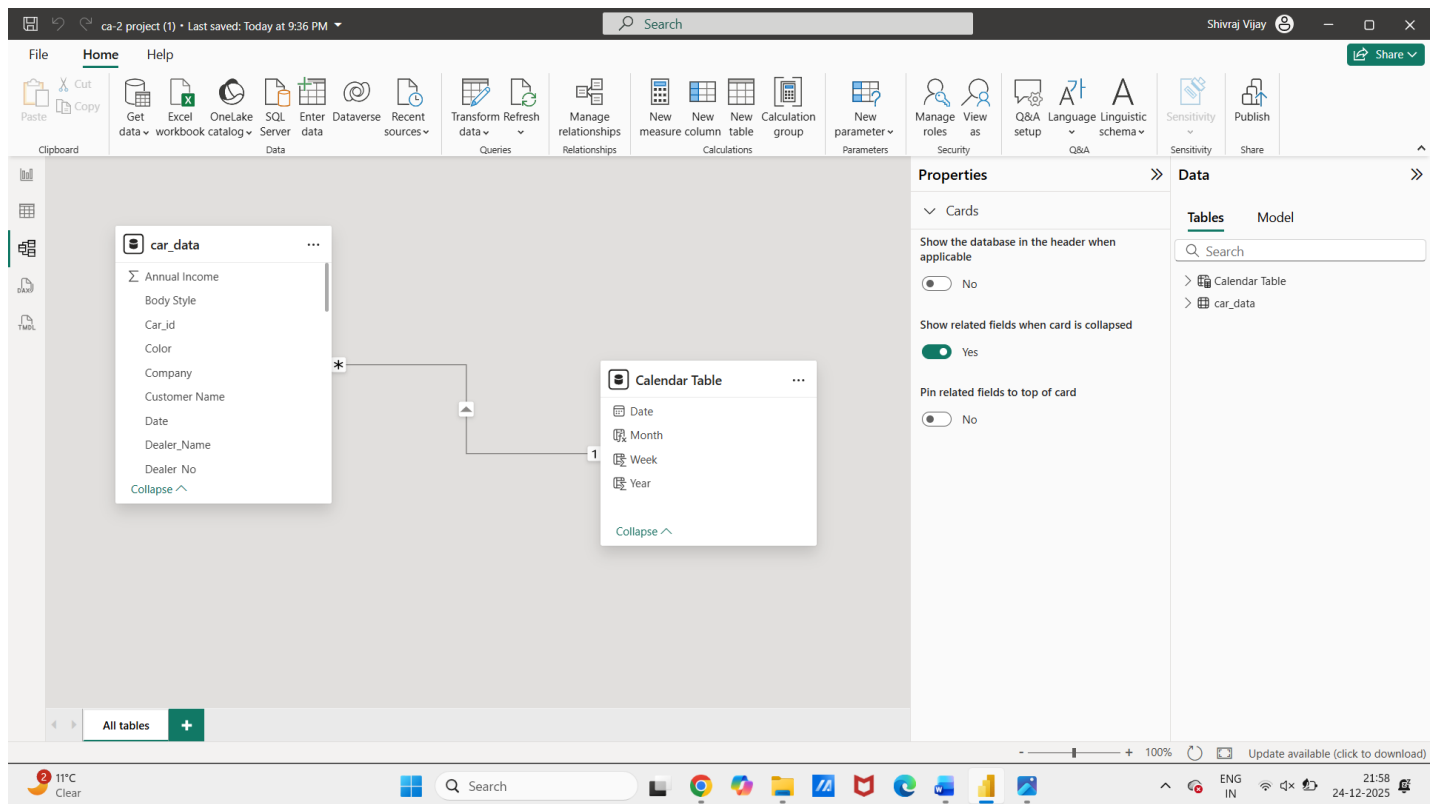 ca-2 project (1) • Last saved: Today at 9:36 PM
Search
Shivraj Vijay
File Home Help
Share
Paste
Cut
Copy
Clipboard
Get data
Excel workbook
OneLake catalog
SQL Server
Enter data
Dataverse
Recent sources
Data
Transform data
Refresh
Queries
Manage relationships
Relationships
New measure
New column
New table
Calculation group
Calculations
New parameter
Parameters
Manage roles
View as
Security
Q&A setup
Language
Linguistic schema
Q&A
Sensitivity
Sensitivity
Publish
Share
DAX
TMDL
car_data
Annual Income
Body Style
Car_id
Color
Company
Customer Name
Date
Dealer_Name
Dealer_No
Collapse
*
1
Calendar Table
Date
Month
Week
Year
Collapse
Properties
Cards
Show the database in the header when
applicable
No
Show related fields when card is collapsed
Yes
Pin related fields to top of card
No
Data
Tables Model
Search
Calendar Table
car_data
All tables
+
- + 100%
Update available (click to download)
2
11°C
Clear
Search
ENG
IN
21:58
24-12-2025